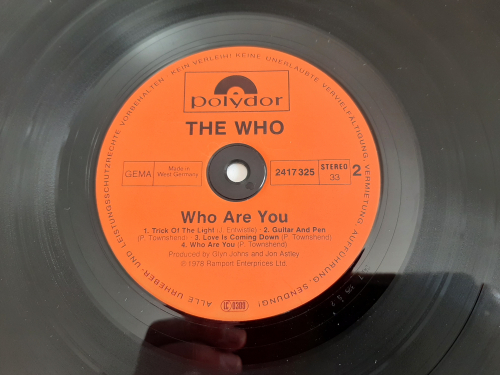 KEIN VERLEIH! KEINE UNERLAUBTE VERVIELFÄLTIGUNG, VERMIETUNG, AUFFÜHRUNG, SENDUNG!
ALLE URHEBER- UND LEISTUNGSSCHUTZRECHTE VORBEHALTEN.
polydor
THE WHO
GEMA
Made in
West Germany
2417 325
STEREO
33
2
Who Are You
1. Trick Of The Light (J. Entwistle) 2. Guitar And Pen
(P. Townshend) 3. Love Is Coming Down (P. Townshend)
4. Who Are You (P. Townshend)
Produced by Glyn Johns and Jon Astley
℗ 1978 Ramport Enterprises Ltd.